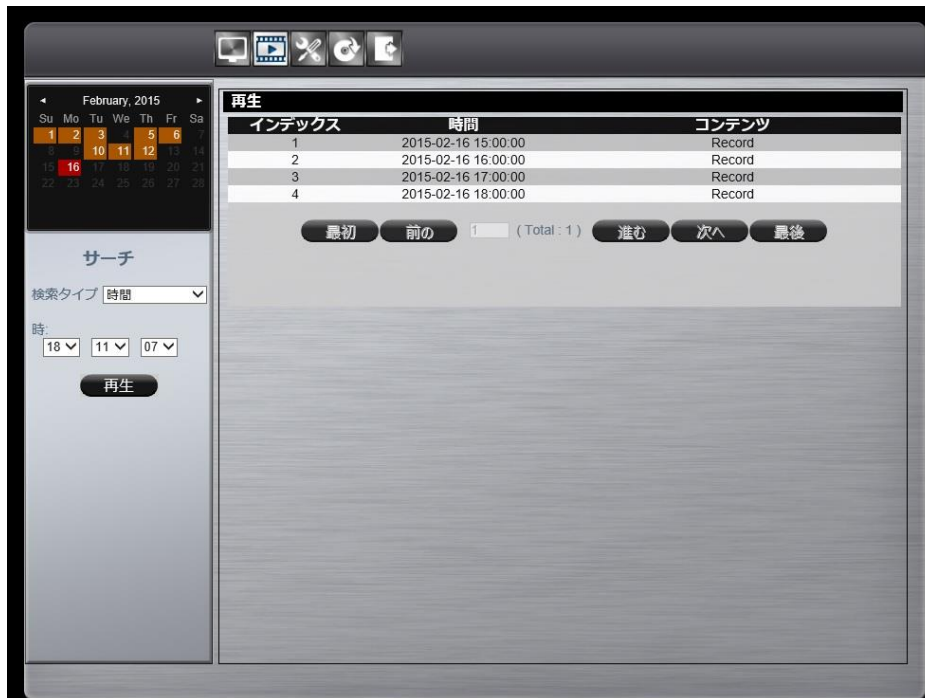 ◄ February, 2015 ►
Su Mo Tu We Th Fr Sa
1 2 3 4 5 6 7
8 9 10 11 12 13 14
15 16 17 18 19 20 21
22 23 24 25 26 27 28
サーチ
検索タイプ 時間
時:
18 11 07
再生
再生
インデックス 時間 コンテンツ
1 2015-02-16 15:00:00 Record
2 2015-02-16 16:00:00 Record
3 2015-02-16 17:00:00 Record
4 2015-02-16 18:00:00 Record
最初 前の 1 ( Total : 1 ) 進む 次へ 最後